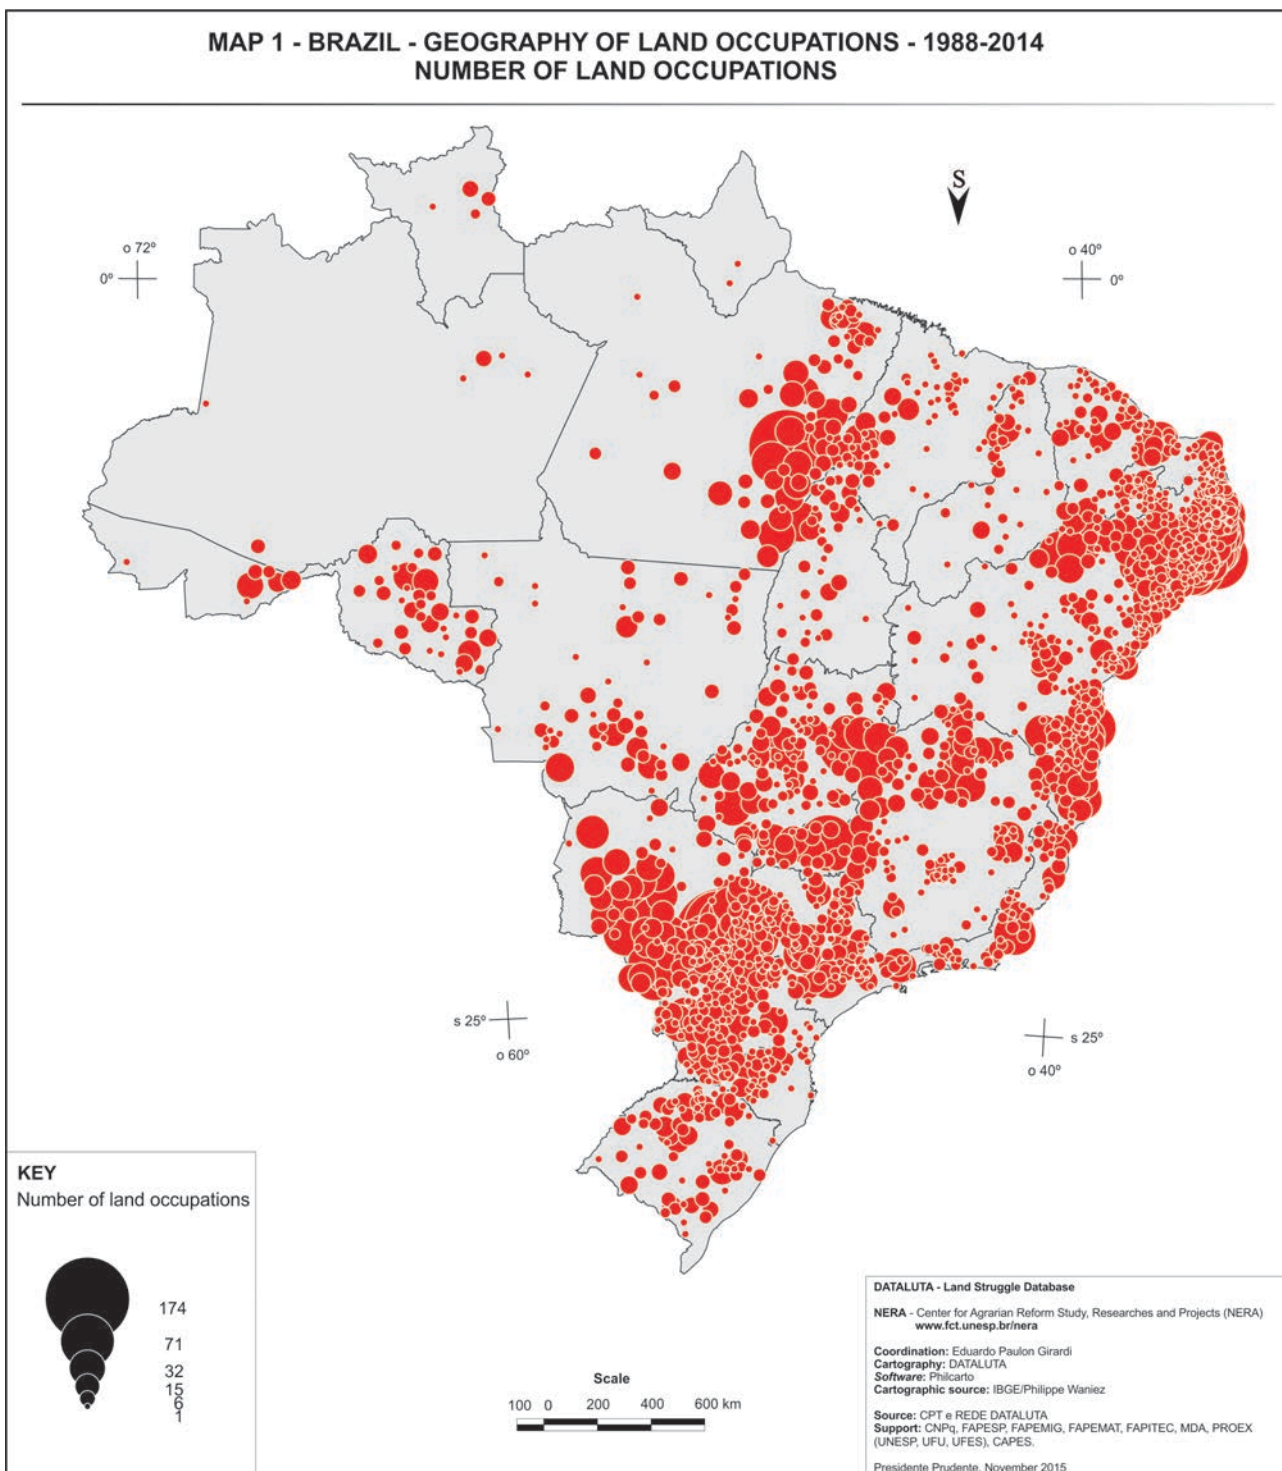 MAP 1 - BRAZIL - GEOGRAPHY OF LAND OCCUPATIONS - 1988-2014
NUMBER OF LAND OCCUPATIONS
S
o 72º
0º
o 40º
0º
s 25º
o 60º
s 25º
o 40º
KEY
Number of land occupations
174
71
32
15
6
1
Scale
100 0 200 400 600 km
DATALUTA - Land Struggle Database
NERA - Center for Agrarian Reform Study, Researches and Projects (NERA)
www.fct.unesp.br/nera
Coordination: Eduardo Paulon Girardi
Cartography: DATALUTA
Software: Philcarto
Cartographic source: IBGE/Philippe Waniez
Source: CPT e REDE DATALUTA
Support: CNPq, FAPESP, FAPEMIG, FAPEMAT, FAPITEC, MDA, PROEX
(UNESP, UFU, UFES), CAPES.
Presidente Prudente, November 2015